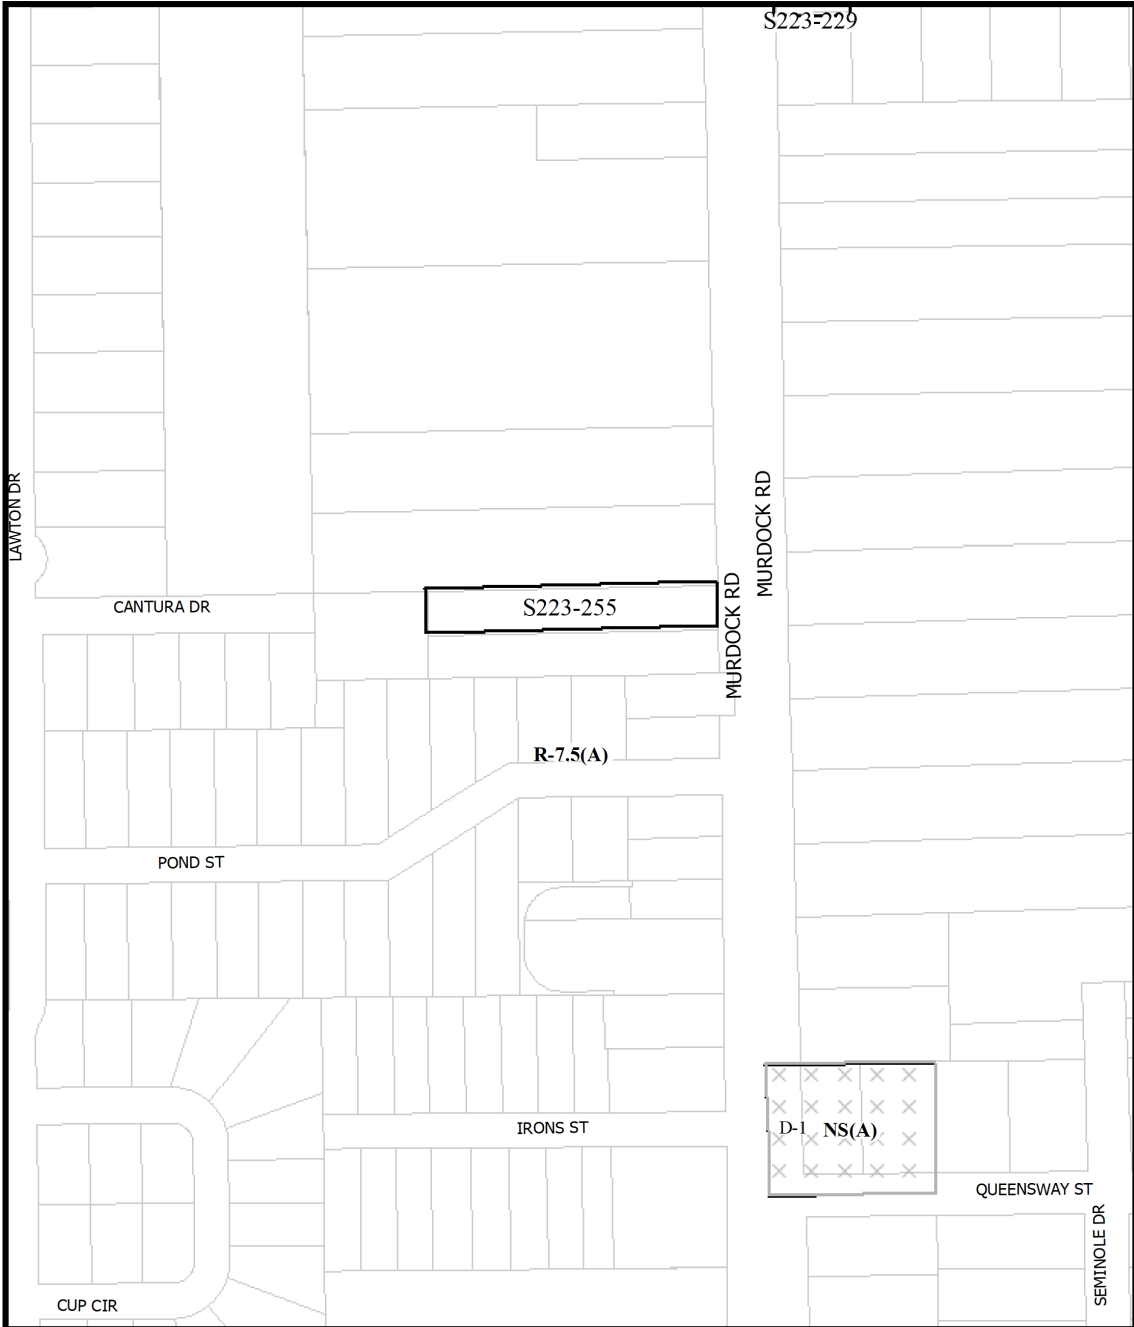 S223-229
LAWTON DR
MURDOCK RD
CANTURA DR
S223-255
MURDOCK RD
R-7.5(A)
POND ST
IRONS ST
D-1
NS(A)
QUEENSWAY ST
SEMINOLE DR
CUP CIR